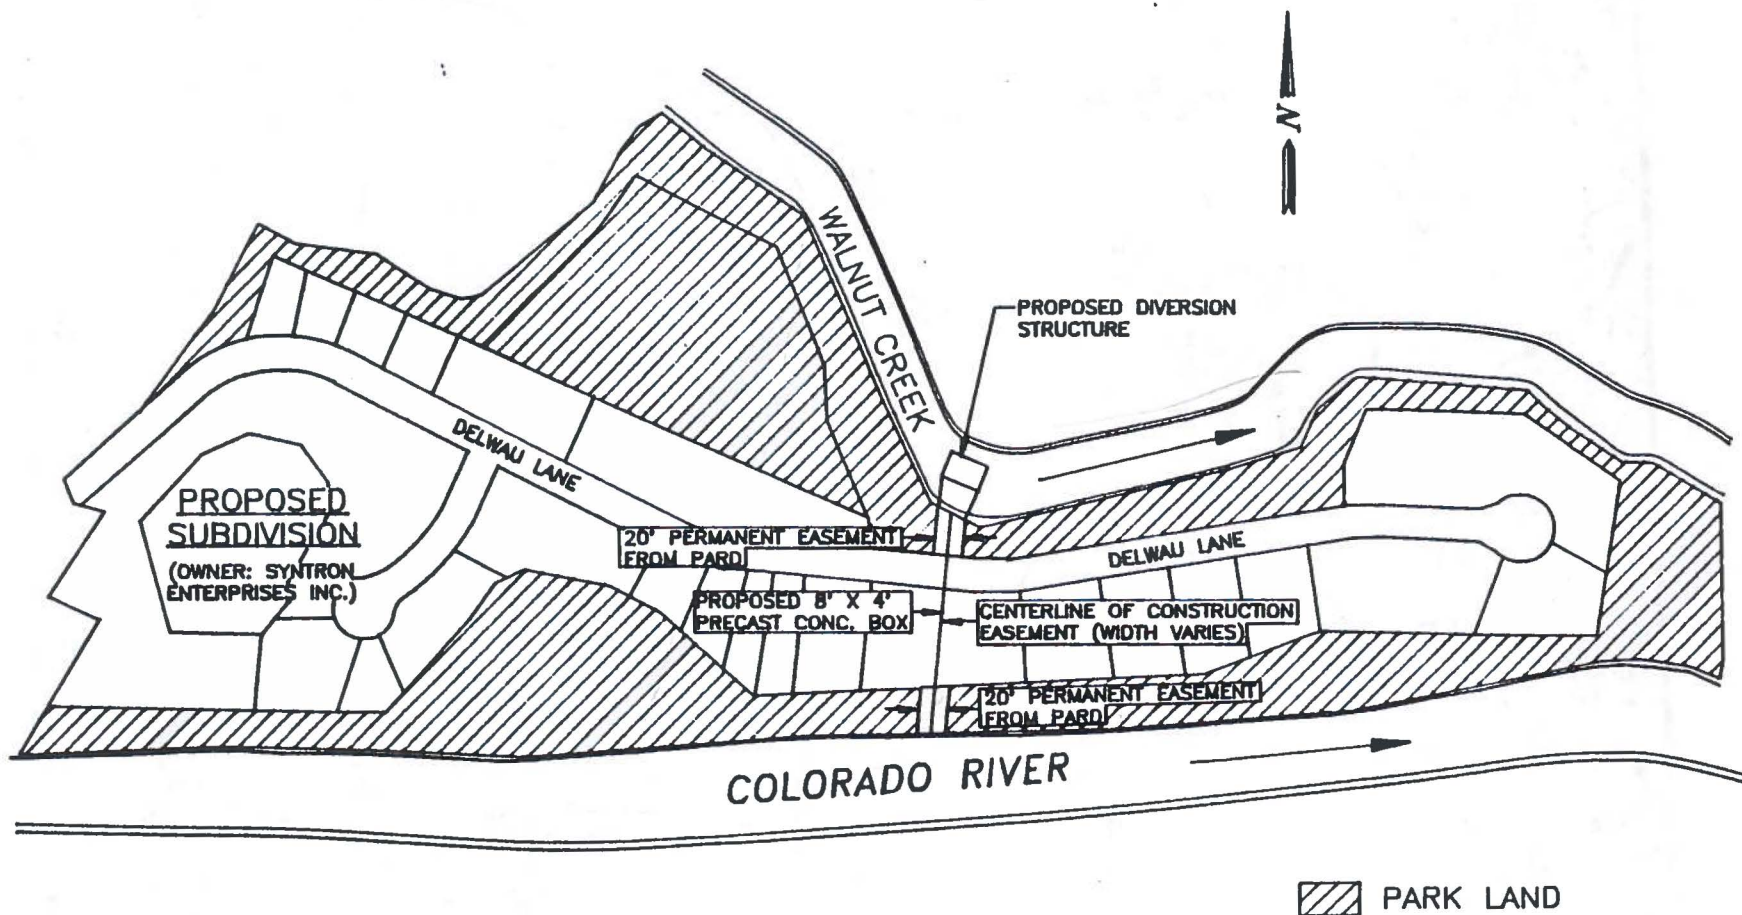 N
WALNUT CREEK
PROPOSED DIVERSION
STRUCTURE
DELWAU LANE
PROPOSED
SUBDIVISION
(OWNER: SYNTRON
ENTERPRISES INC.)
20' PERMANENT EASEMENT
FROM PARD
DELWAU LANE
PROPOSED 8' X 4'
PRECAST CONC. BOX
CENTERLINE OF CONSTRUCTION
EASEMENT (WIDTH VARIES)
20' PERMANENT EASEMENT
FROM PARD
COLORADO RIVER
PARK LAND